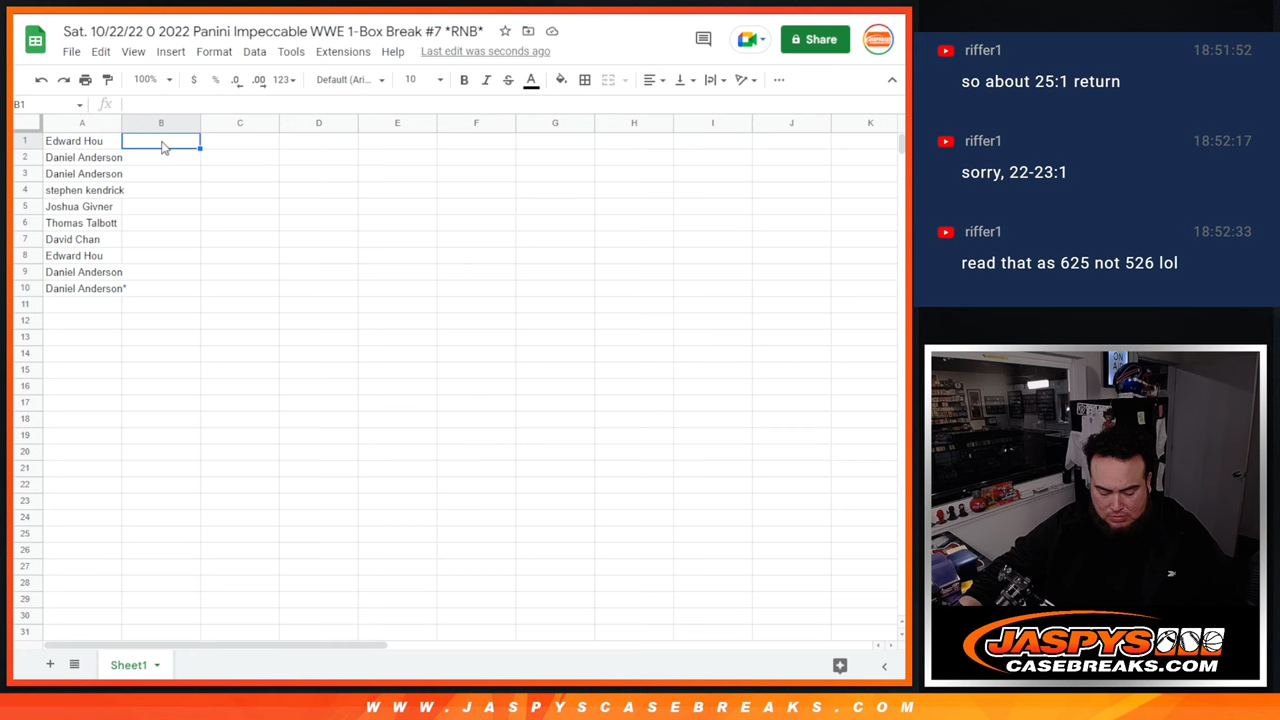 Sat. 10/22/22 0 2022 Panini Impeccable WWE 1-Box Break #7 *RNB*
File Edit View Insert Format Data Tools Extensions Help Last edit was seconds ago
Share
100% $ % .0 .00 123 Default (Ari... 10 B I S A
B1 fx
A B C D E F G H I J K
1 Edward Hou
2 Daniel Anderson
3 Daniel Anderson
4 stephen kendrick
5 Joshua Givner
6 Thomas Talbott
7 David Chan
8 Edward Hou
9 Daniel Anderson
10 Daniel Anderson*
11
12
13
14
15
16
17
18
19
20
21
22
23
24
25
26
27
28
29
30
31
Sheet1
riffer1 18:51:52
so about 25:1 return
riffer1 18:52:17
sorry, 22-23:1
riffer1 18:52:33
read that as 625 not 526 lol
ON
JASPYS
CASEBREAKS.COM
WWW.JASPYSCASEBREAKS.COM